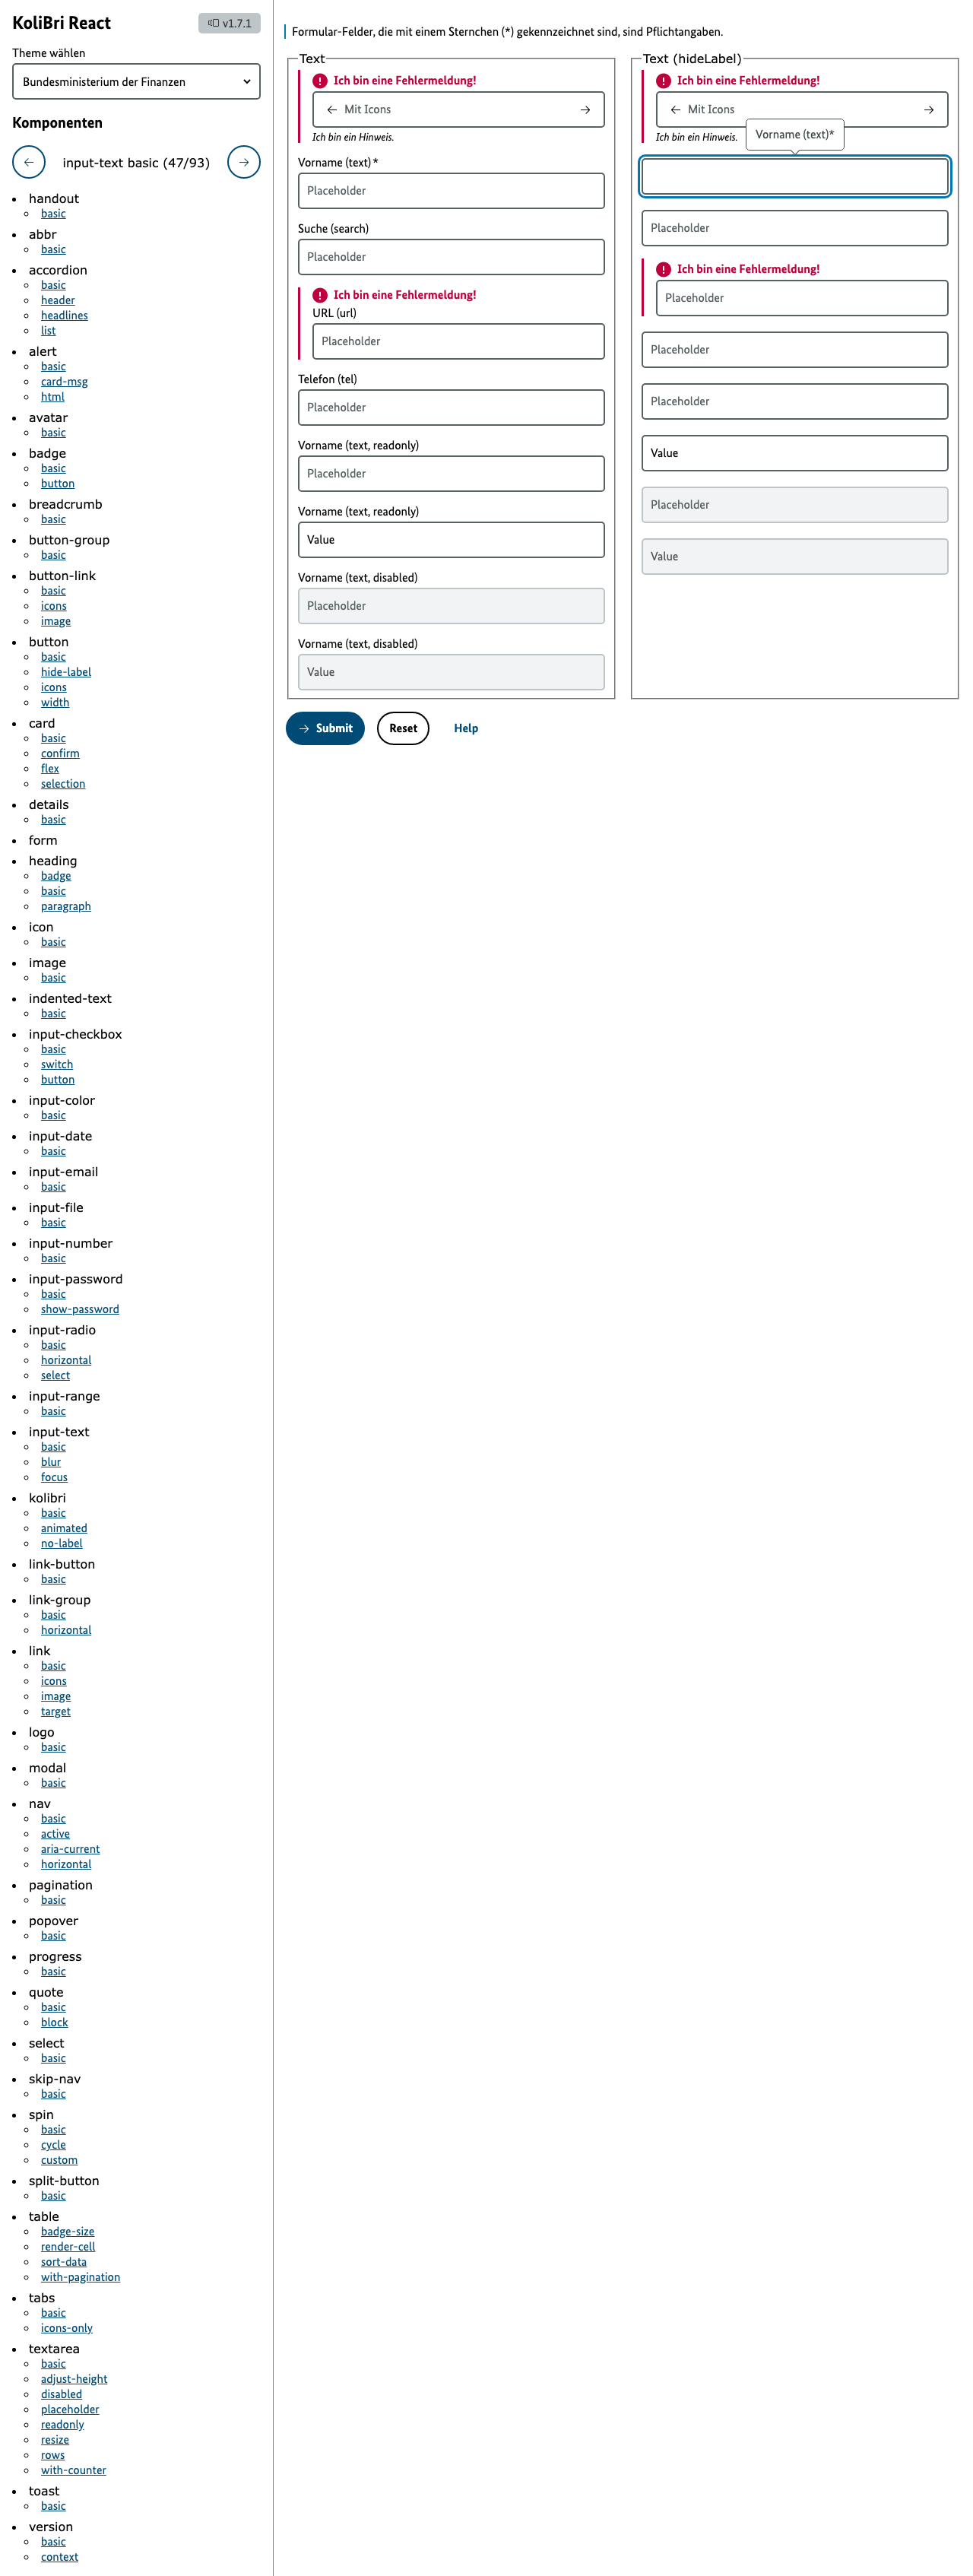 KoliBri React
v1.7.1
Theme wählen
Bundesministerium der Finanzen
Komponenten
input-text basic (47/93)
handout
basic
abbr
basic
accordion
basic
header
headlines
list
alert
basic
card-msg
html
avatar
basic
badge
basic
button
breadcrumb
basic
button-group
basic
button-link
basic
icons
image
button
basic
hide-label
icons
width
card
basic
confirm
flex
selection
details
basic
form
heading
badge
basic
paragraph
icon
basic
image
basic
indented-text
basic
input-checkbox
basic
switch
button
input-color
basic
input-date
basic
input-email
basic
input-file
basic
input-number
basic
input-password
basic
show-password
input-radio
basic
horizontal
select
input-range
basic
input-text
basic
blur
focus
kolibri
basic
animated
no-label
link-button
basic
link-group
basic
horizontal
link
basic
icons
image
target
logo
basic
modal
basic
nav
basic
active
aria-current
horizontal
pagination
basic
popover
basic
progress
basic
quote
basic
block
select
basic
skip-nav
basic
spin
basic
cycle
custom
split-button
basic
table
badge-size
render-cell
sort-data
with-pagination
tabs
basic
icons-only
textarea
basic
adjust-height
disabled
placeholder
readonly
resize
rows
with-counter
toast
basic
version
basic
context
Formular-Felder, die mit einem Sternchen (*) gekennzeichnet sind, sind Pflichtangaben.
Text
Ich bin eine Fehlermeldung!
Mit Icons
Ich bin ein Hinweis.
Vorname (text)*
Placeholder
Suche (search)
Placeholder
Ich bin eine Fehlermeldung!
URL (url)
Placeholder
Telefon (tel)
Placeholder
Vorname (text, readonly)
Placeholder
Vorname (text, readonly)
Value
Vorname (text, disabled)
Placeholder
Vorname (text, disabled)
Value
Text (hideLabel)
Ich bin eine Fehlermeldung!
Mit Icons
Ich bin ein Hinweis.
Vorname (text)*
Placeholder
Ich bin eine Fehlermeldung!
Placeholder
Placeholder
Placeholder
Value
Placeholder
Value
Submit
Reset
Help